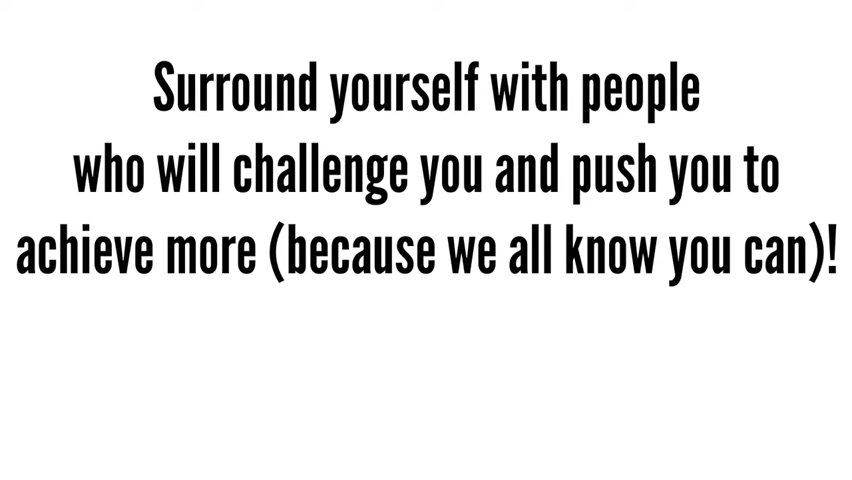 Surround yourself with people
who will challenge you and push you to
achieve more (because we all know you can)!